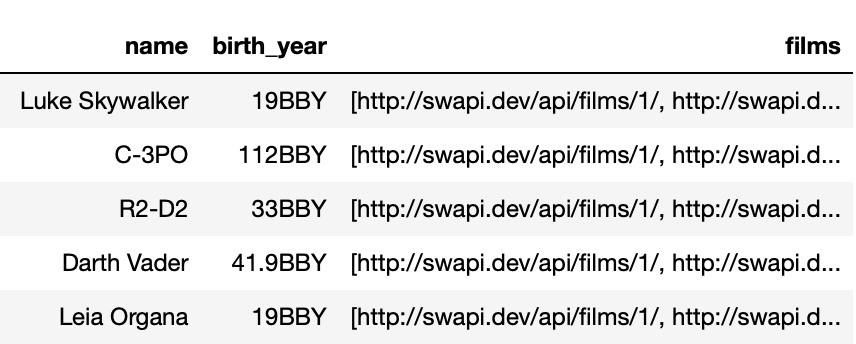 name birth_year films
Luke Skywalker 19BBY [http://swapi.dev/api/films/1/, http://swapi.d...
C-3PO 112BBY [http://swapi.dev/api/films/1/, http://swapi.d...
R2-D2 33BBY [http://swapi.dev/api/films/1/, http://swapi.d...
Darth Vader 41.9BBY [http://swapi.dev/api/films/1/, http://swapi.d...
Leia Organa 19BBY [http://swapi.dev/api/films/1/, http://swapi.d...